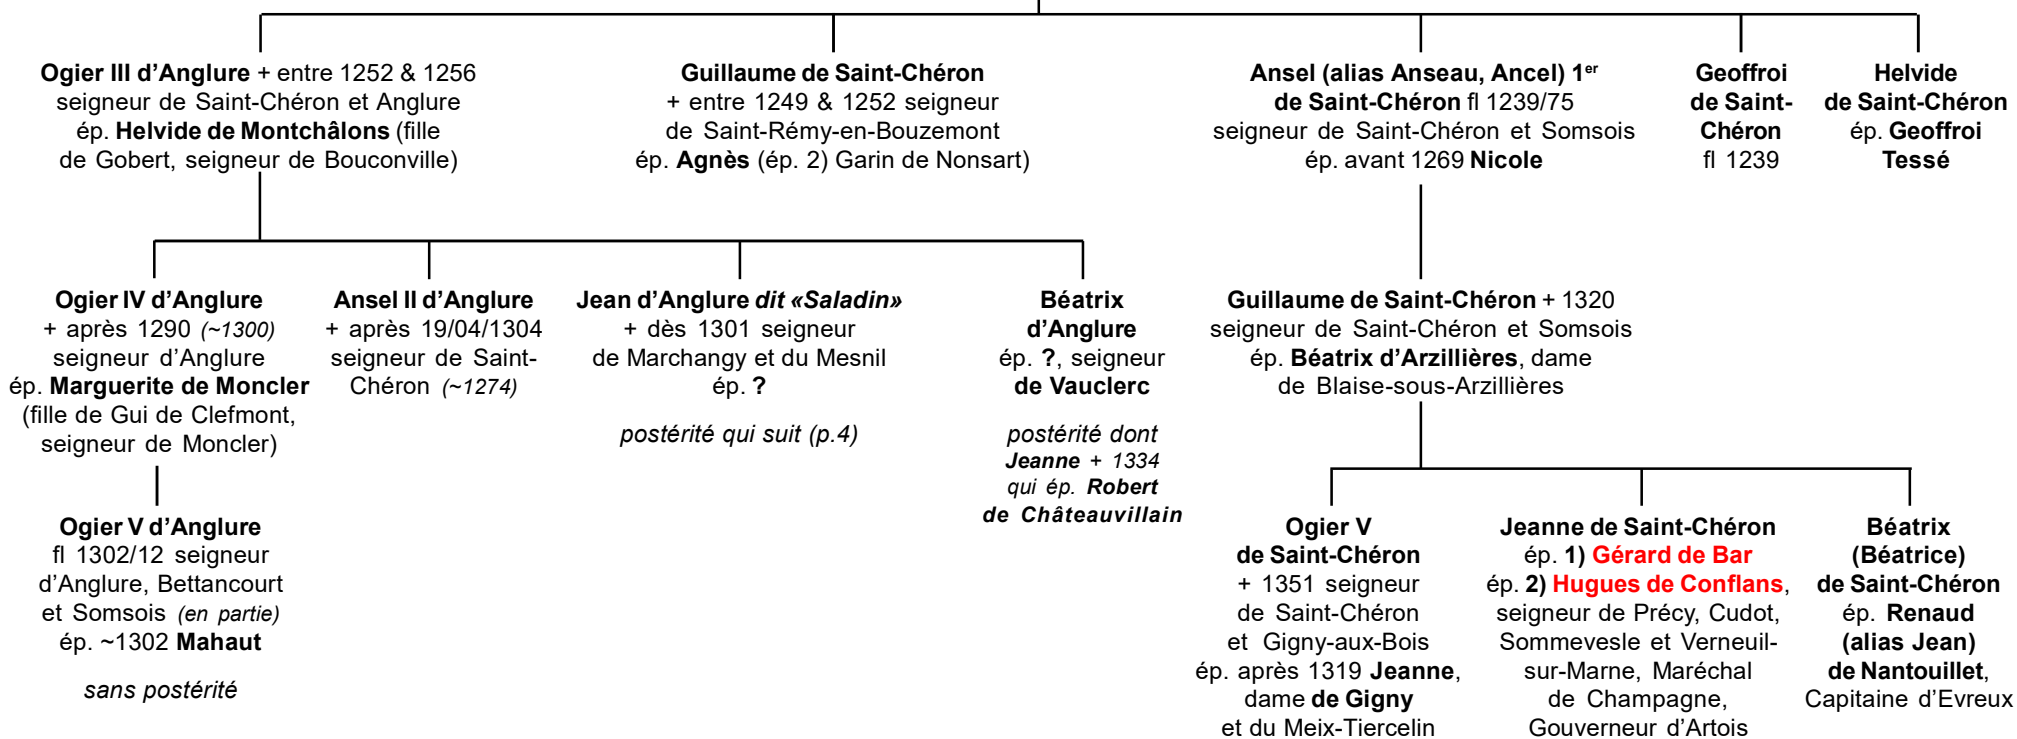 Ogier III d’Anglure + entre 1252 & 1256
seigneur de Saint-Chéron et Anglure
ép. Helvide de Montchâlons (fille
de Gobert, seigneur de Bouconville)
Guillaume de Saint-Chéron
+ entre 1249 & 1252 seigneur
de Saint-Rémy-en-Bouzemont
ép. Agnès (ép. 2) Garin de Nonsart)
Ansel (alias Anseau, Ancel) 1er
de Saint-Chéron fl 1239/75
seigneur de Saint-Chéron et Somsois
ép. avant 1269 Nicole
Geoffroi
de Saint-
Chéron
fl 1239
Helvide
de Saint-Chéron
ép. Geoffroi
Tessé
Ogier IV d’Anglure
+ après 1290 (~1300)
seigneur d’Anglure
ép. Marguerite de Moncler
(fille de Gui de Clefmont,
seigneur de Moncler)
Ansel II d’Anglure
+ après 19/04/1304
seigneur de Saint-
Chéron (~1274)
Jean d’Anglure dit «Saladin»
+ dès 1301 seigneur
de Marchangy et du Mesnil
ép. ?
postérité qui suit (p.4)
Béatrix
d’Anglure
ép. ?, seigneur
de Vauclerc
postérité dont
Jeanne + 1334
qui ép. Robert
de Châteauvillain
Guillaume de Saint-Chéron + 1320
seigneur de Saint-Chéron et Somsois
ép. Béatrix d’Arzillières, dame
de Blaise-sous-Arzillières
Ogier V d’Anglure
fl 1302/12 seigneur
d’Anglure, Bettancourt
et Somsois (en partie)
ép. ~1302 Mahaut
sans postérité
Ogier V
de Saint-Chéron
+ 1351 seigneur
de Saint-Chéron
et Gigny-aux-Bois
ép. après 1319 Jeanne,
dame de Gigny
et du Meix-Tiercelin
Jeanne de Saint-Chéron
ép. 1) Gérard de Bar
ép. 2) Hugues de Conflans,
seigneur de Précy, Cudot,
Sommevesle et Verneuil-
sur-Marne, Maréchal
de Champagne,
Gouverneur d’Artois
Béatrix
(Béatrice)
de Saint-Chéron
ép. Renaud
(alias Jean)
de Nantouillet,
Capitaine d’Evreux